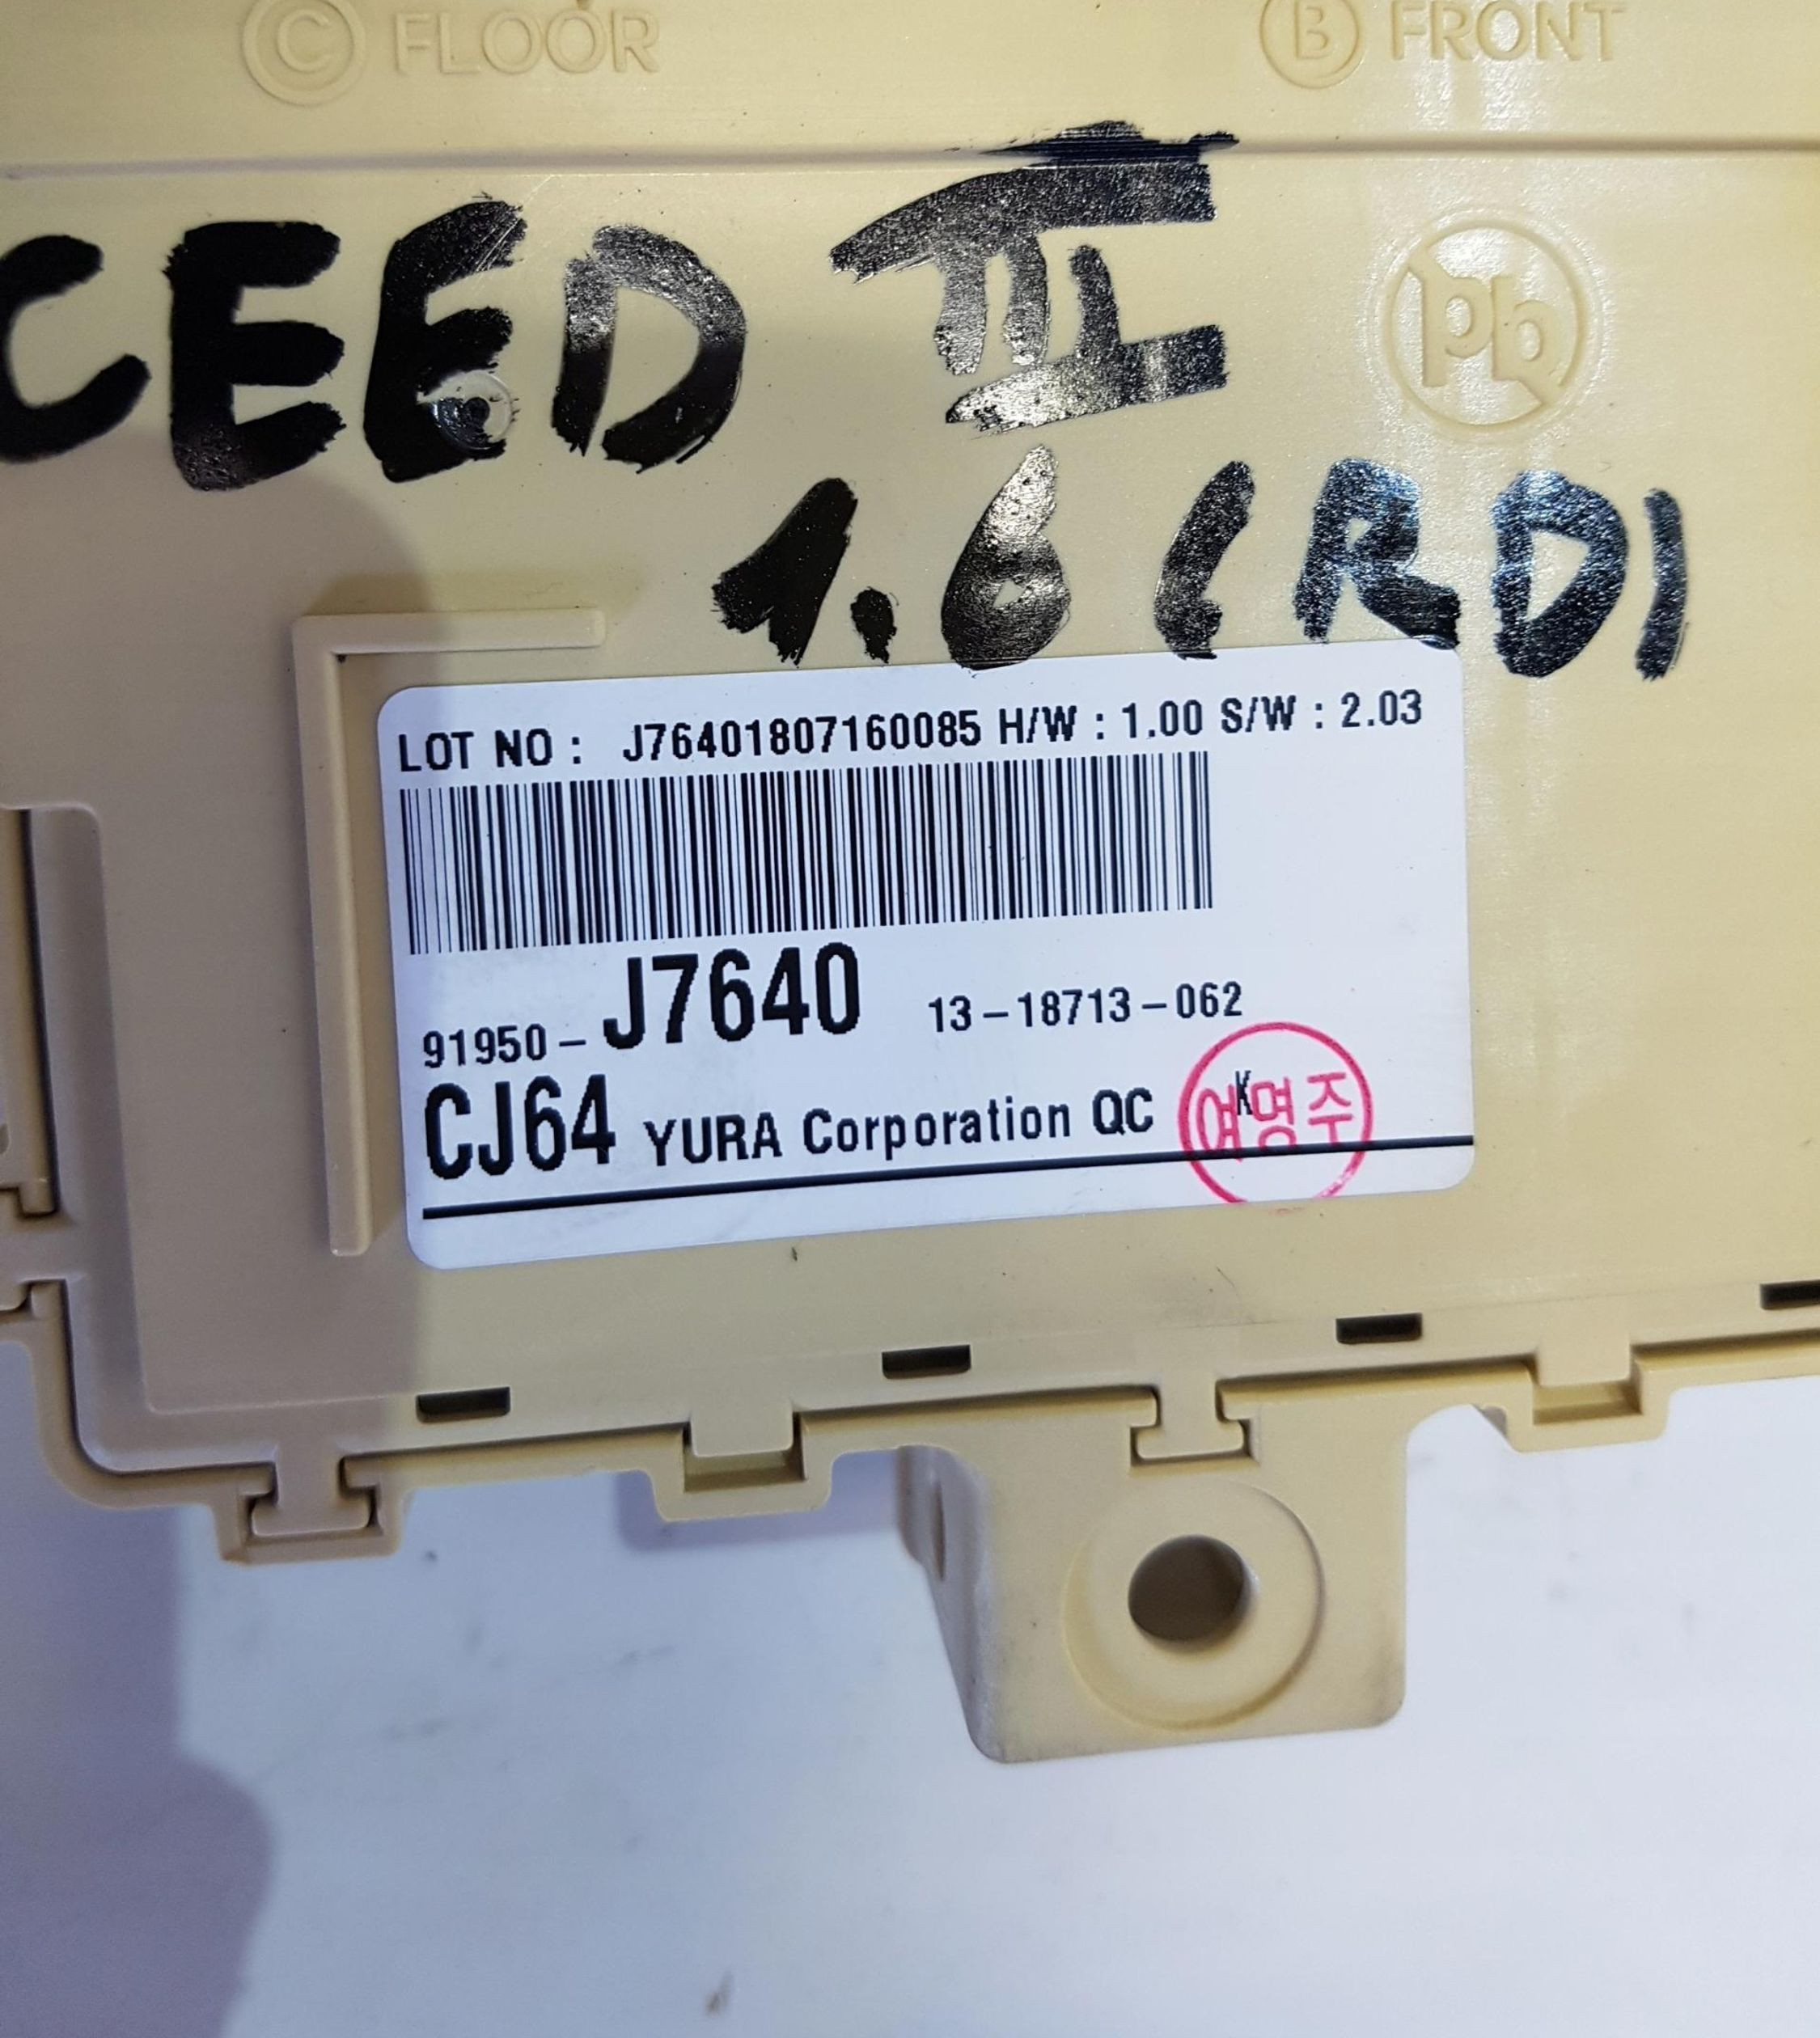 Ⓒ FLOOR
Ⓑ FRONT
CEED III
Pb
1.6 CRDI
LOT NO : J76401807160085 H/W : 1.00 S/W : 2.03
91950-J7640 13-18713-062
CJ64 YURA Corporation QC K
여명주